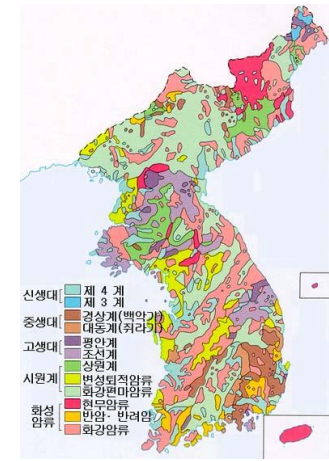 신생대
제 4 계
제 3 계
중생대
경상계(백악기)
대동계(쥐라기)
고생대
평안계
조선계
시원계
상원계
변성퇴적암류
화강편마암류
화성
암류
현무암류
반암·반려암
화강암류